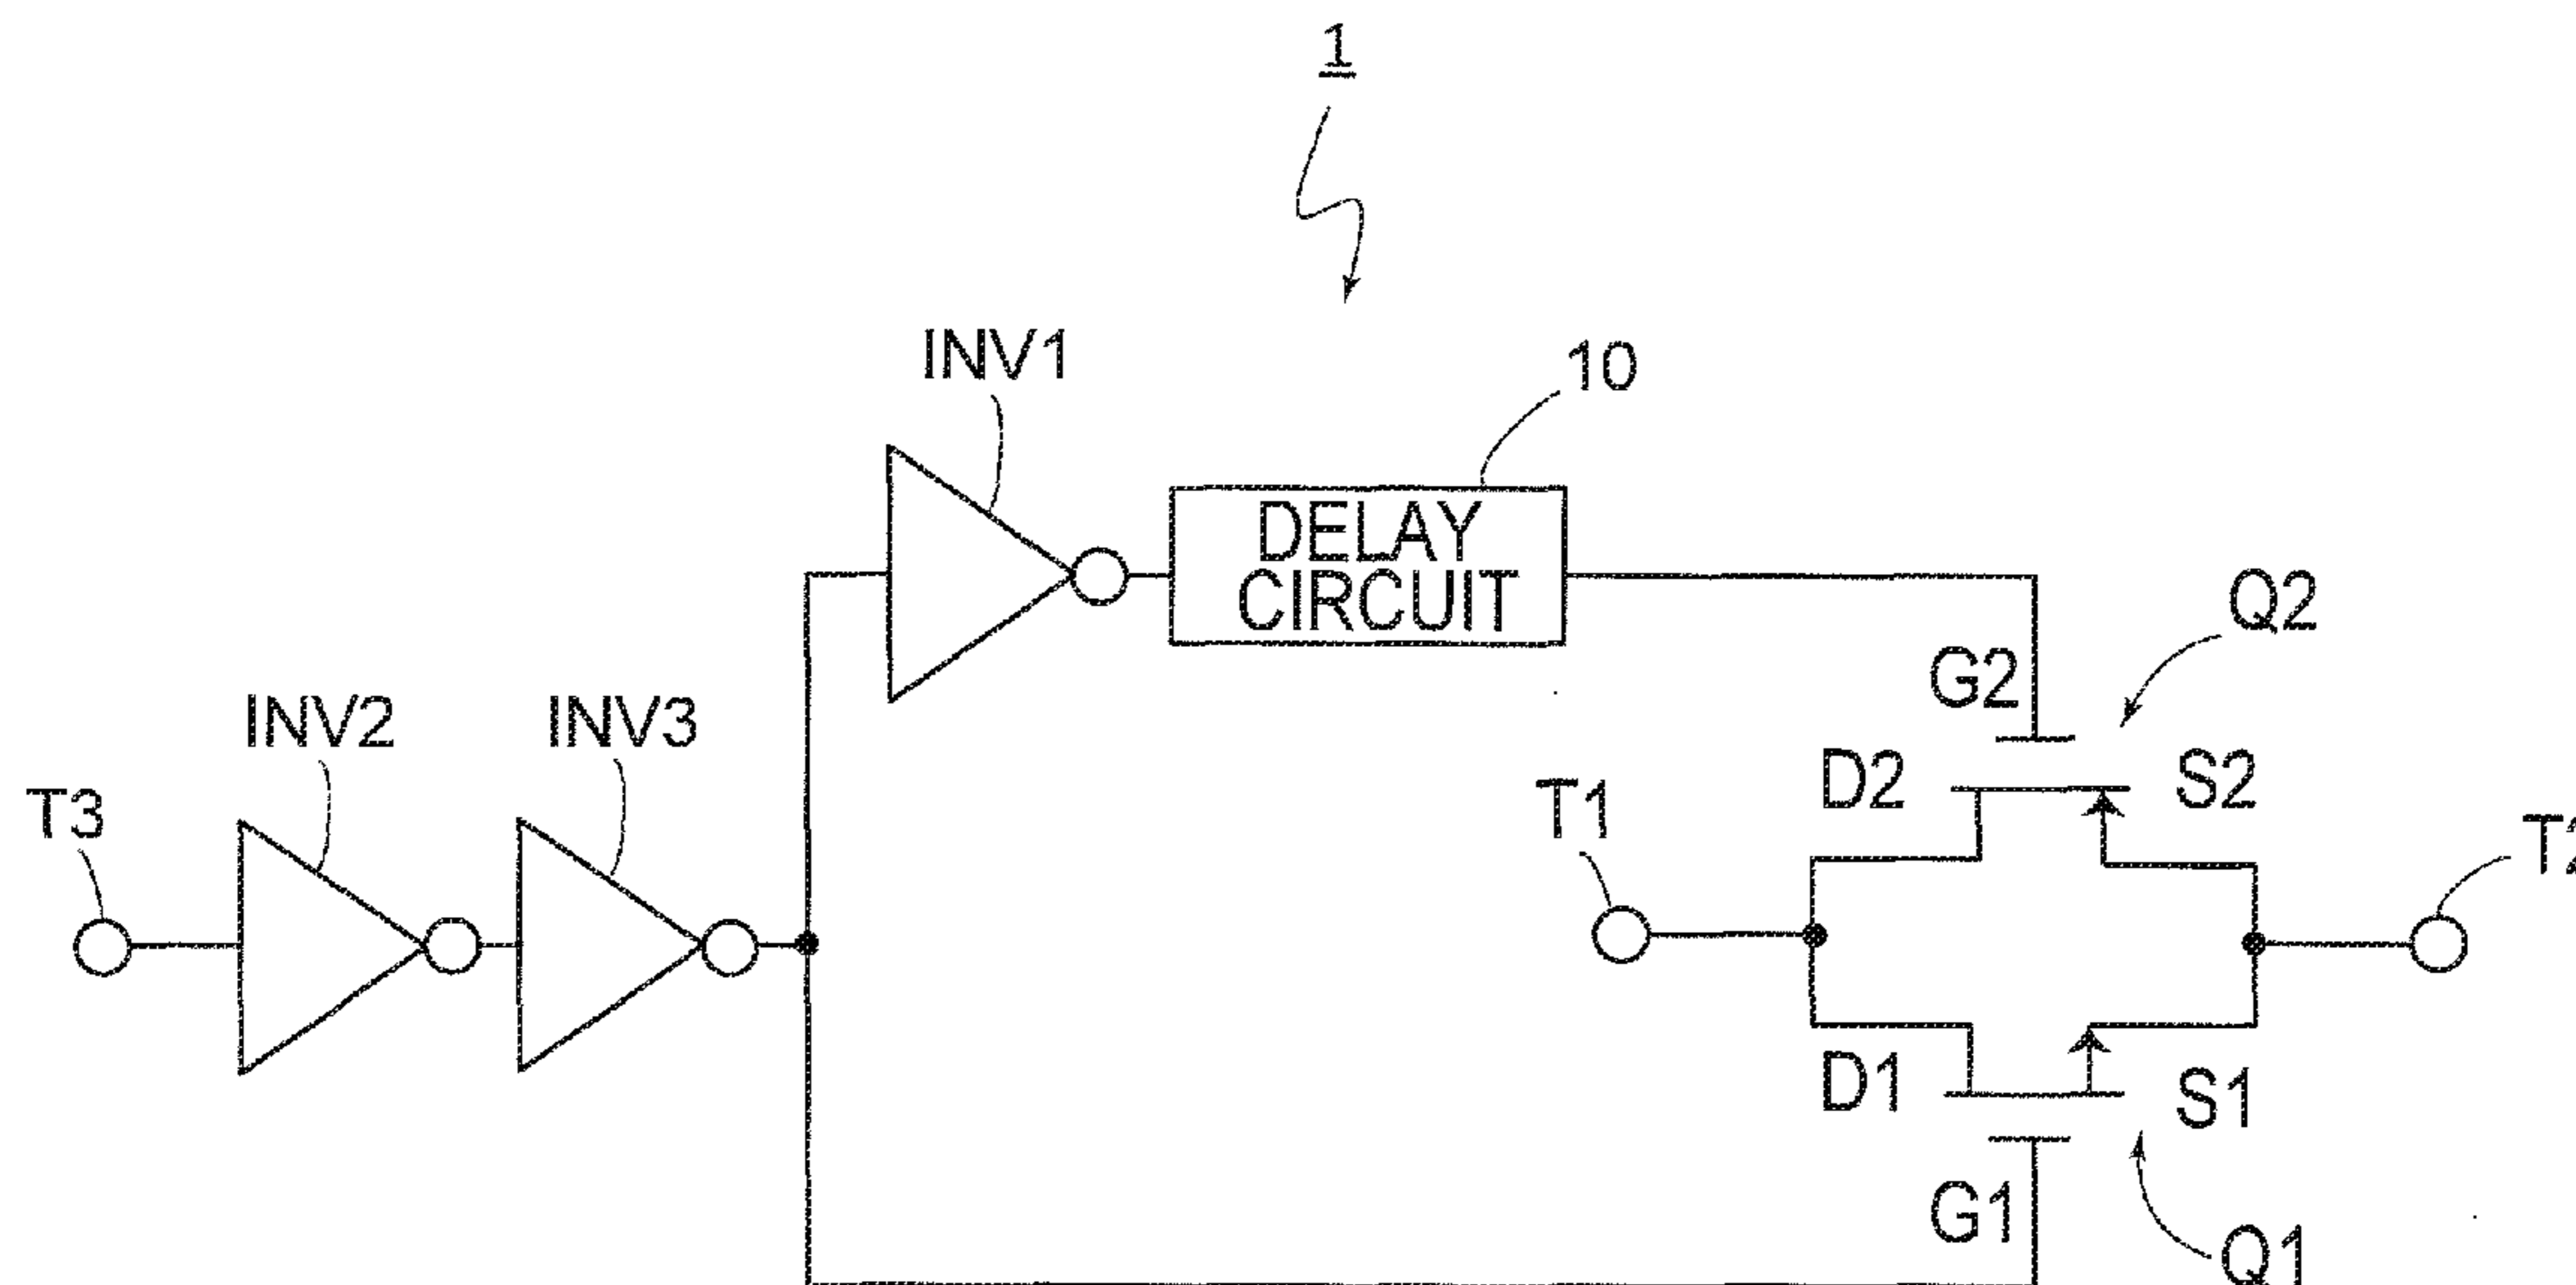 1
INV1
10
DELAY
CIRCUIT
Q2
G2
INV2
INV3
D2
S2
T1
T3
D1
S1
G1
Q1